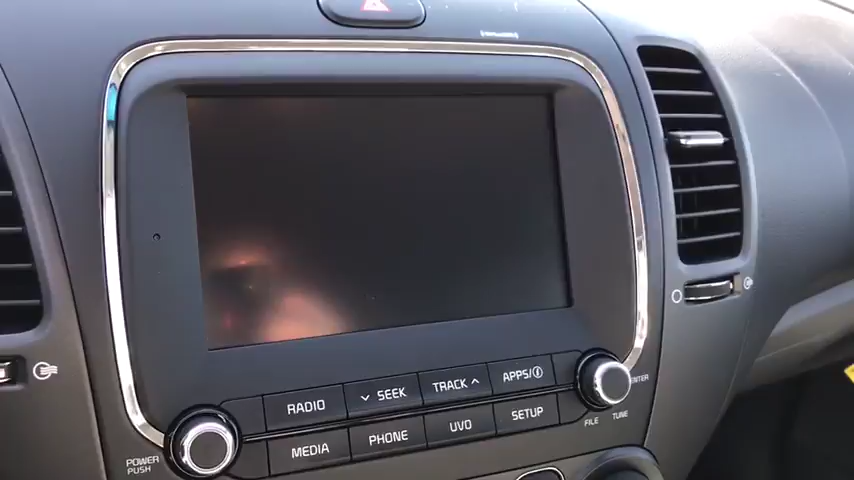 RADIO
SEEK
TRACK
APPS/i
MEDIA
PHONE
UVO
SETUP
ENTER
FILE
TUNE
POWER
PUSH